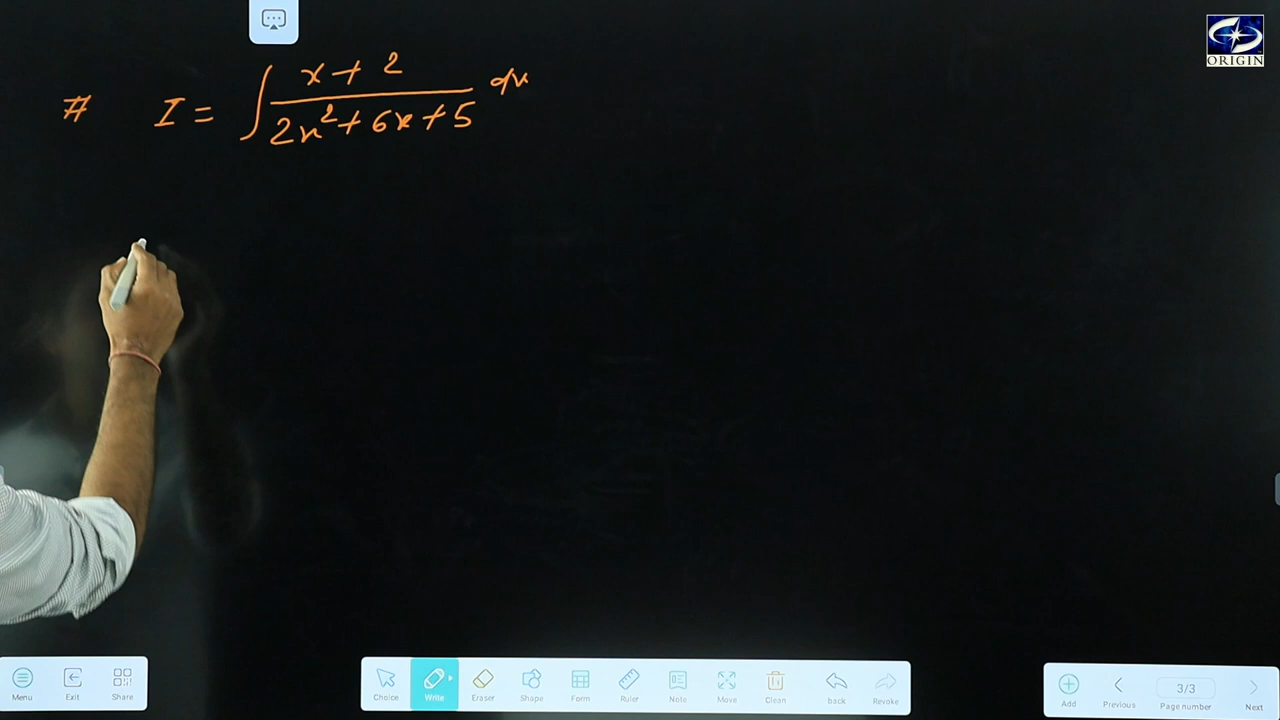 ORIGIN
# I = ∫ (x + 2)/(2x² + 6x + 5) dx
Menu Exit Share
Choice Write Eraser Shape Form Ruler Note Move Clean back Revoke
Add Previous 3/3 Page number Next